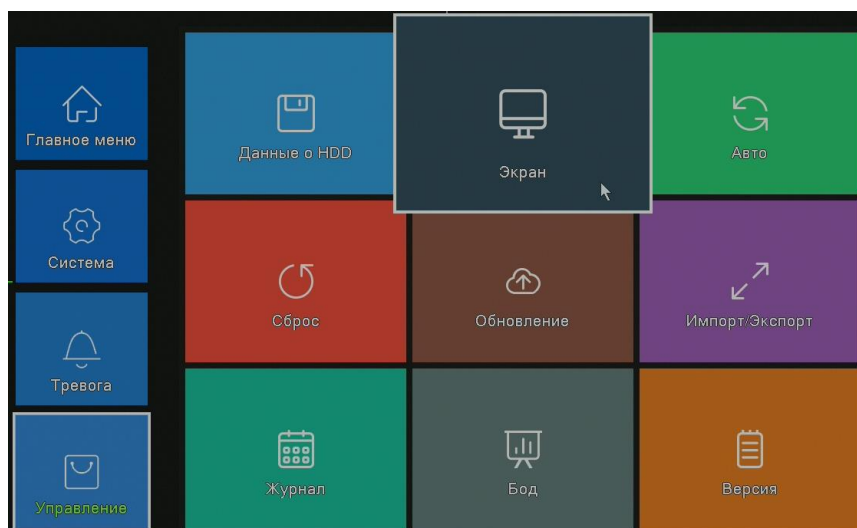 Главное меню
Система
Тревога
Управление
Данные о HDD
Экран
Авто
Сброс
Обновление
Импорт/Экспорт
Журнал
Бод
Версия